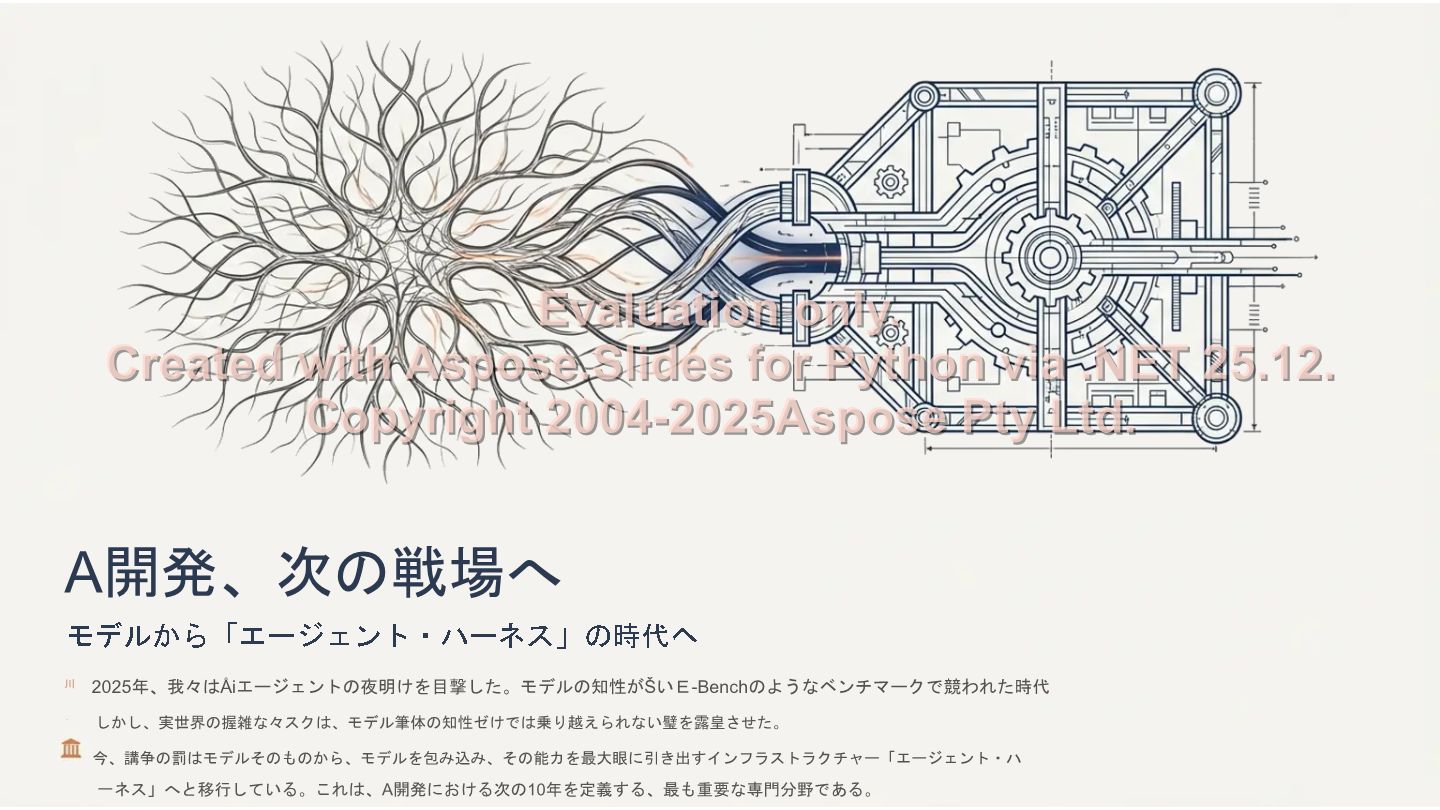 Evaluation only.
Created with Aspose.Slides for Python via .NET 25.12.
Copyright 2004-2025Aspose Pty Ltd.
A開発、次の戦場へ
モデルから「エージェント・ハーネス」の時代へ
川 2025年、我々はÅiエージェントの夜明けを目撃した。モデルの知性がŠいE-Benchのようなベンチマークで競われた時代
しかし、実世界の握雑な々スクは、モデル筆体の知性ゼけでは乗り越えられない璧を露皇させた。
今、講争の罰はモデルそのものから、モデルを包み込み、その能力を最大眼に引き出すインフラストラクチャー「エージェント・ハ
ーネス」へと移行している。これは、A開発における次の10年を定義する、最も重要な専門分野である。